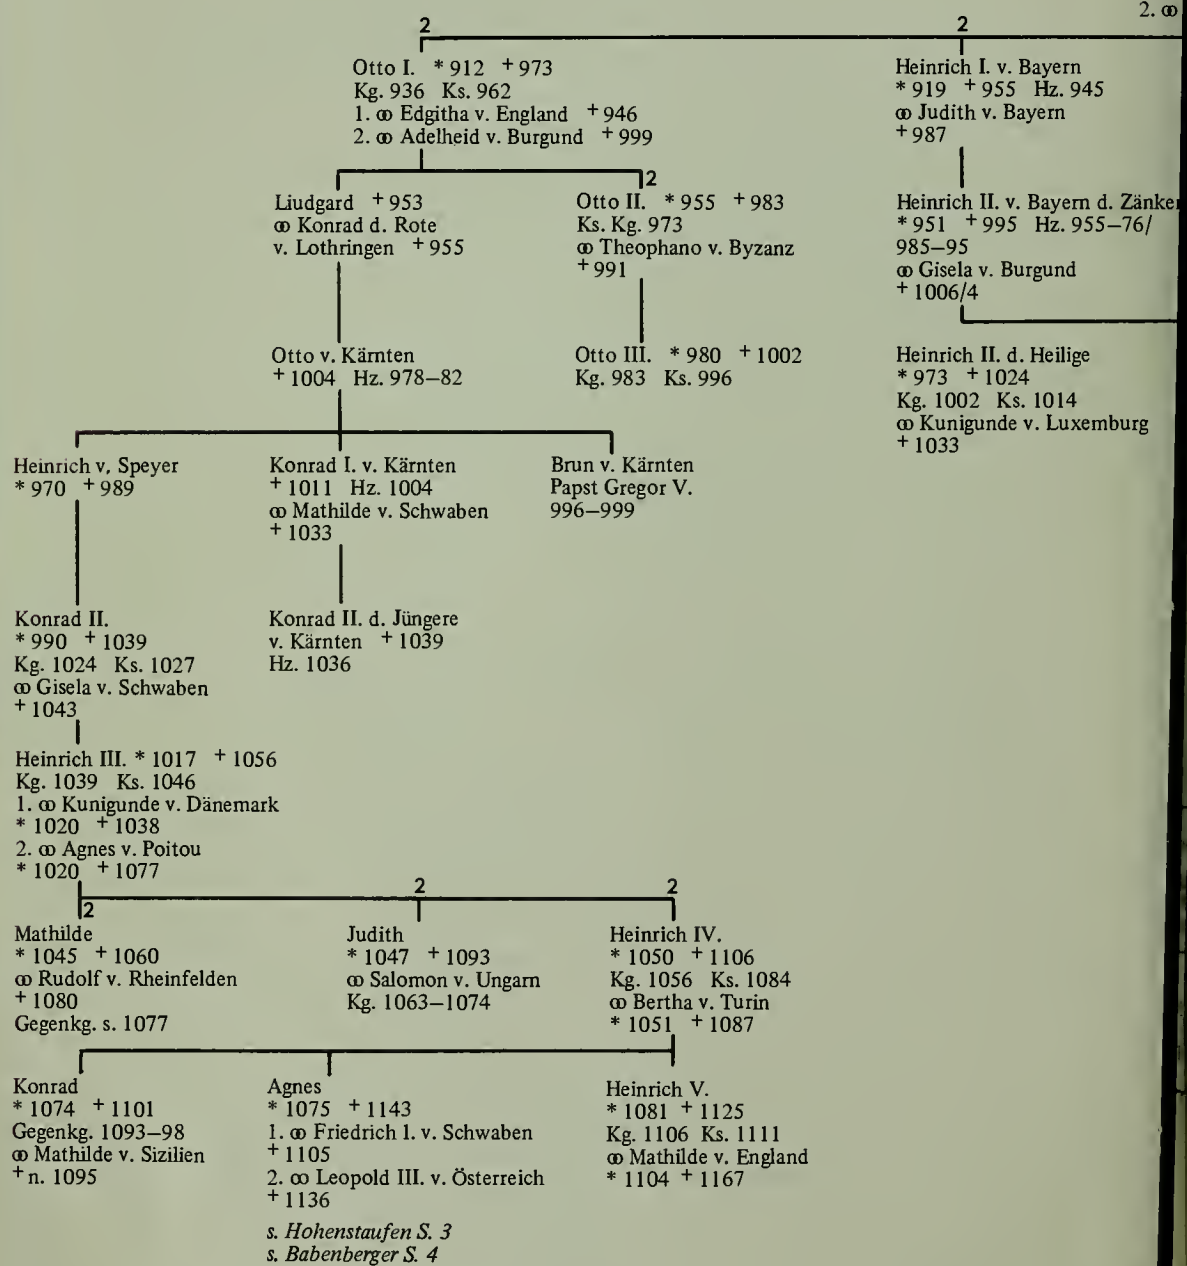 2. ⚭
2
2
Otto I. * 912 + 973
Kg. 936 Ks. 962
1. ⚭ Edgitha v. England + 946
2. ⚭ Adelheid v. Burgund + 999
Heinrich I. v. Bayern
* 919 + 955 Hz. 945
⚭ Judith v. Bayern
+ 987
Liudgard + 953
⚭ Konrad d. Rote
v. Lothringen + 955
2
Otto II. * 955 + 983
Ks. Kg. 973
⚭ Theophano v. Byzanz
+ 991
Heinrich II. v. Bayern d. Zänke
* 951 + 995 Hz. 955–76/
985–95
⚭ Gisela v. Burgund
+ 1006/4
Otto v. Kärnten
+ 1004 Hz. 978–82
Otto III. * 980 + 1002
Kg. 983 Ks. 996
Heinrich II. d. Heilige
* 973 + 1024
Kg. 1002 Ks. 1014
⚭ Kunigunde v. Luxemburg
+ 1033
Heinrich v. Speyer
* 970 + 989
Konrad I. v. Kärnten
+ 1011 Hz. 1004
⚭ Mathilde v. Schwaben
+ 1033
Brun v. Kärnten
Papst Gregor V.
996–999
Konrad II.
* 990 + 1039
Kg. 1024 Ks. 1027
⚭ Gisela v. Schwaben
+ 1043
Konrad II. d. Jüngere
v. Kärnten + 1039
Hz. 1036
Heinrich III. * 1017 + 1056
Kg. 1039 Ks. 1046
1. ⚭ Kunigunde v. Dänemark
* 1020 + 1038
2. ⚭ Agnes v. Poitou
* 1020 + 1077
2
2
2
Mathilde
* 1045 + 1060
⚭ Rudolf v. Rheinfelden
+ 1080
Gegenkg. s. 1077
Judith
* 1047 + 1093
⚭ Salomon v. Ungarn
Kg. 1063–1074
Heinrich IV.
* 1050 + 1106
Kg. 1056 Ks. 1084
⚭ Bertha v. Turin
* 1051 + 1087
Konrad
* 1074 + 1101
Gegenkg. 1093–98
⚭ Mathilde v. Sizilien
+ n. 1095
Agnes
* 1075 + 1143
1. ⚭ Friedrich I. v. Schwaben
+ 1105
2. ⚭ Leopold III. v. Österreich
+ 1136
s. Hohenstaufen S. 3
s. Babenberger S. 4
Heinrich V.
* 1081 + 1125
Kg. 1106 Ks. 1111
⚭ Mathilde v. England
* 1104 + 1167